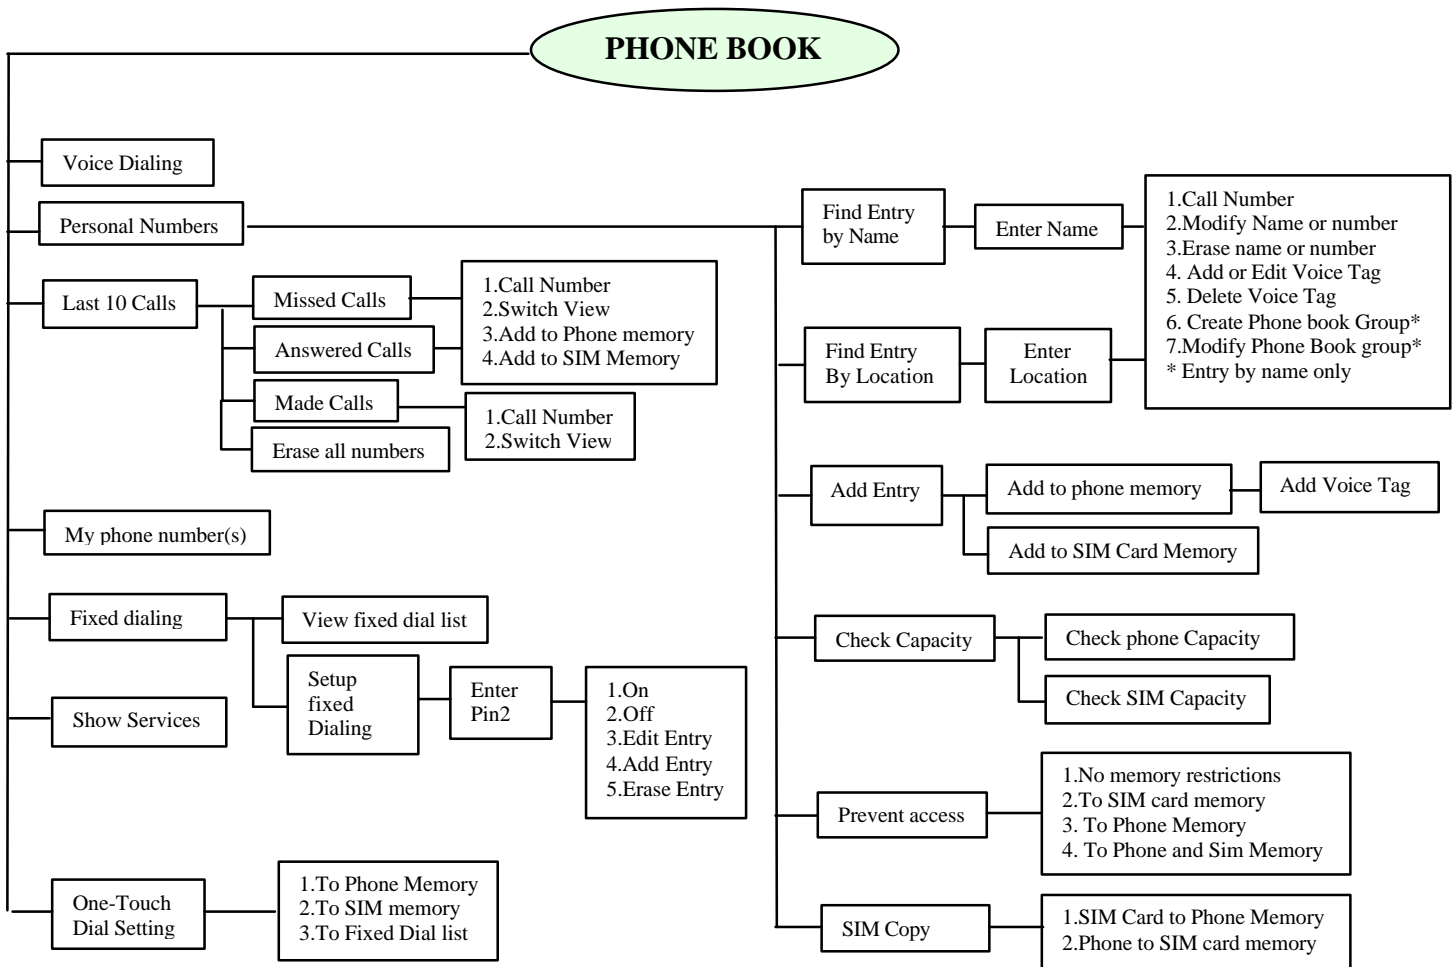 PHONE BOOK
Voice Dialing
Personal Numbers
Last 10 Calls
Missed Calls
Answered Calls
Made Calls
Erase all numbers
1.Call Number
2.Switch View
3.Add to Phone memory
4.Add to SIM Memory
1.Call Number
2.Switch View
My phone number(s)
Fixed dialing
View fixed dial list
Setup
fixed
Dialing
Enter
Pin2
1.On
2.Off
3.Edit Entry
4.Add Entry
5.Erase Entry
Show Services
One-Touch
Dial Setting
1.To Phone Memory
2.To SIM memory
3.To Fixed Dial list
Find Entry
by Name
Enter Name
1.Call Number
2.Modify Name or number
3.Erase name or number
4. Add or Edit Voice Tag
5. Delete Voice Tag
6. Create Phone book Group*
7.Modify Phone Book group*
* Entry by name only
Find Entry
By Location
Enter
Location
Add Entry
Add to phone memory
Add Voice Tag
Add to SIM Card Memory
Check Capacity
Check phone Capacity
Check SIM Capacity
Prevent access
1.No memory restrictions
2.To SIM card memory
3. To Phone Memory
4. To Phone and Sim Memory
SIM Copy
1.SIM Card to Phone Memory
2.Phone to SIM card memory